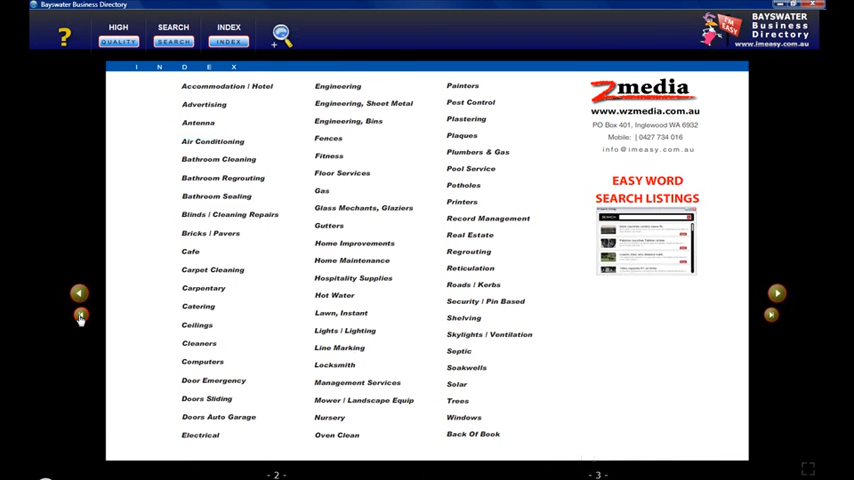 Bayswater Business Directory
?
HIGH
QUALITY
SEARCH
SEARCH
INDEX
INDEX
I'M EASY
BAYSWATER
Business
Directory
www.imeasy.com.au
INDEX
Accommodation / Hotel
Advertising
Antenna
Air Conditioning
Bathroom Cleaning
Bathroom Regrouting
Bathroom Sealing
Blinds / Cleaning Repairs
Bricks / Pavers
Cafe
Carpet Cleaning
Carpentary
Catering
Ceilings
Cleaners
Computers
Door Emergency
Doors Sliding
Doors Auto Garage
Electrical
Engineering
Engineering, Sheet Metal
Engineering, Bins
Fences
Fitness
Floor Services
Gas
Glass Mechants, Glaziers
Gutters
Home Improvements
Home Maintenance
Hospitality Supplies
Hot Water
Lawn, Instant
Lights / Lighting
Line Marking
Locksmith
Management Services
Mower / Landscape Equip
Nursery
Oven Clean
Painters
Pest Control
Plastering
Plaques
Plumbers & Gas
Pool Service
Potholes
Printers
Record Management
Real Estate
Regrouting
Reticulation
Roads / Kerbs
Security / Pin Based
Shelving
Skylights / Ventilation
Septic
Soakwells
Solar
Trees
Windows
Back Of Book
Zmedia
www.wzmedia.com.au
PO Box 401, Inglewood WA 6932
Mobile: | 0427 734 016
info@imeasy.com.au
EASY WORD
SEARCH LISTINGS
SEARCH
- 2 -
- 3 -